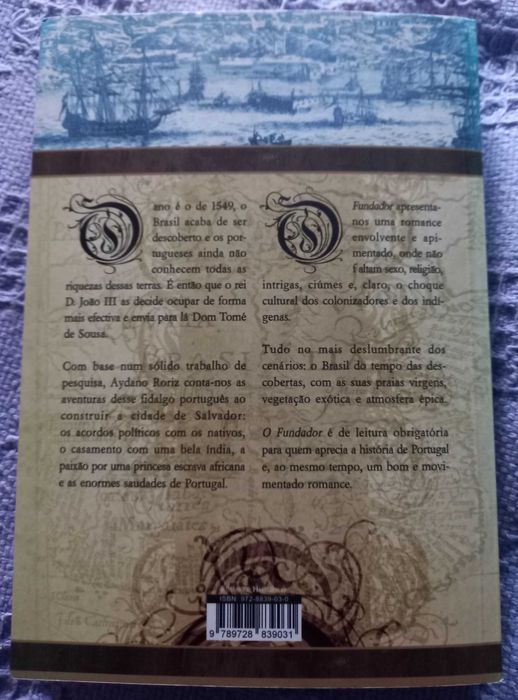 O ano é o de 1549, o
Brasil acaba de ser
descoberto e os por-
tugueses ainda não
conhecem todas as
riquezas dessas terras. É então que o rei
D. João III as decide ocupar de forma
mais efectiva e envia para lá Dom Tomé
de Sousa.
Com base num sólido trabalho de
pesquisa, Aydano Roriz conta-nos as
aventuras desse fidalgo português ao
construir a cidade de Salvador:
os acordos políticos com os nativos,
o casamento com uma bela índia, a
paixão por uma princesa escrava africana
e as enormes saudades de Portugal.
O Fundador apresenta-
nos uma romance
envolvente e api-
mentado, onde não
faltam sexo, religião,
intrigas, ciúmes e, claro, o choque
cultural dos colonizadores e dos indí-
genas.
Tudo no mais deslumbrante dos
cenários: o Brasil do tempo das des-
cobertas, com as suas praias virgens,
vegetação exótica e atmosfera épica.
O Fundador é de leitura obrigatória
para quem aprecia a história de Portugal
e, ao mesmo tempo, um bom e movi-
mentado romance.
ISBN 972-8839-03-0
9 789728 839031